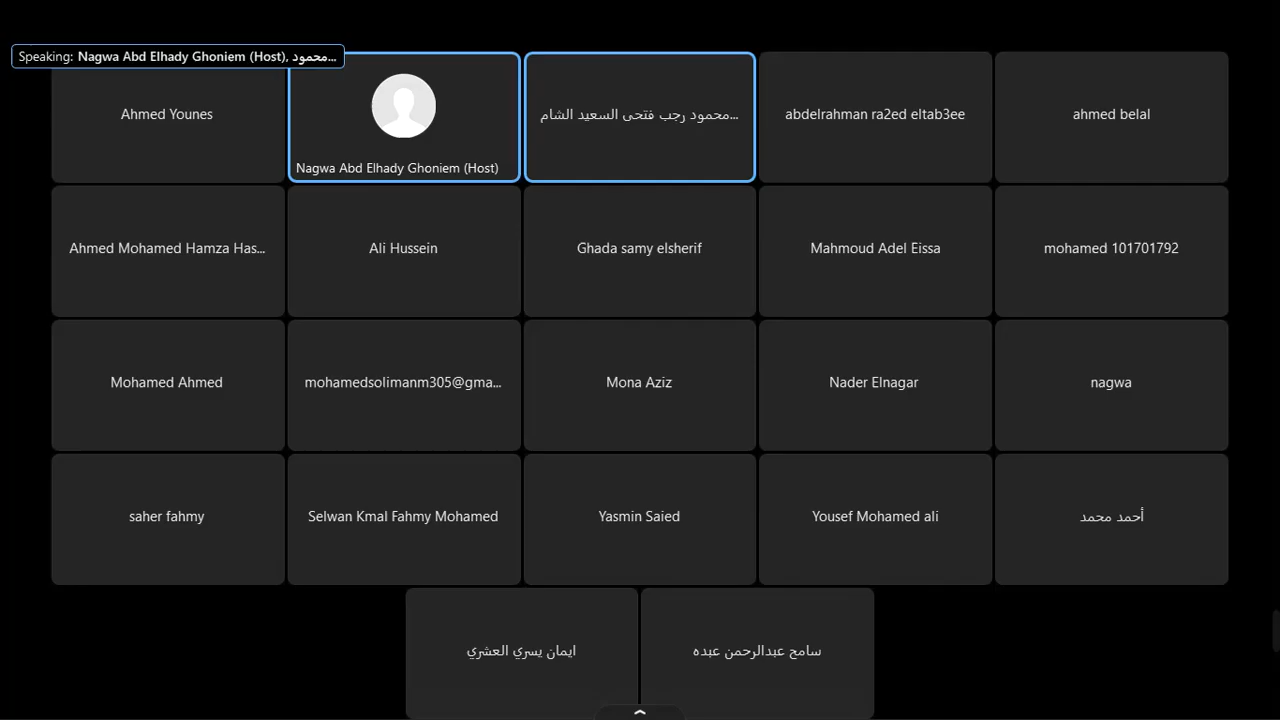 Speaking: Nagwa Abd Elhady Ghoniem (Host), محمود...
Ahmed Younes
Nagwa Abd Elhady Ghoniem (Host)
محمود رجب فتحى السعيد الشام...
abdelrahman ra2ed eltab3ee
ahmed belal
Ahmed Mohamed Hamza Has...
Ali Hussein
Ghada samy elsherif
Mahmoud Adel Eissa
mohamed 101701792
Mohamed Ahmed
mohamedsolimanm305@gma...
Mona Aziz
Nader Elnagar
nagwa
saher fahmy
Selwan Kmal Fahmy Mohamed
Yasmin Saied
Yousef Mohamed ali
أحمد محمد
ايمان يسري العشري
سامح عبدالرحمن عبده